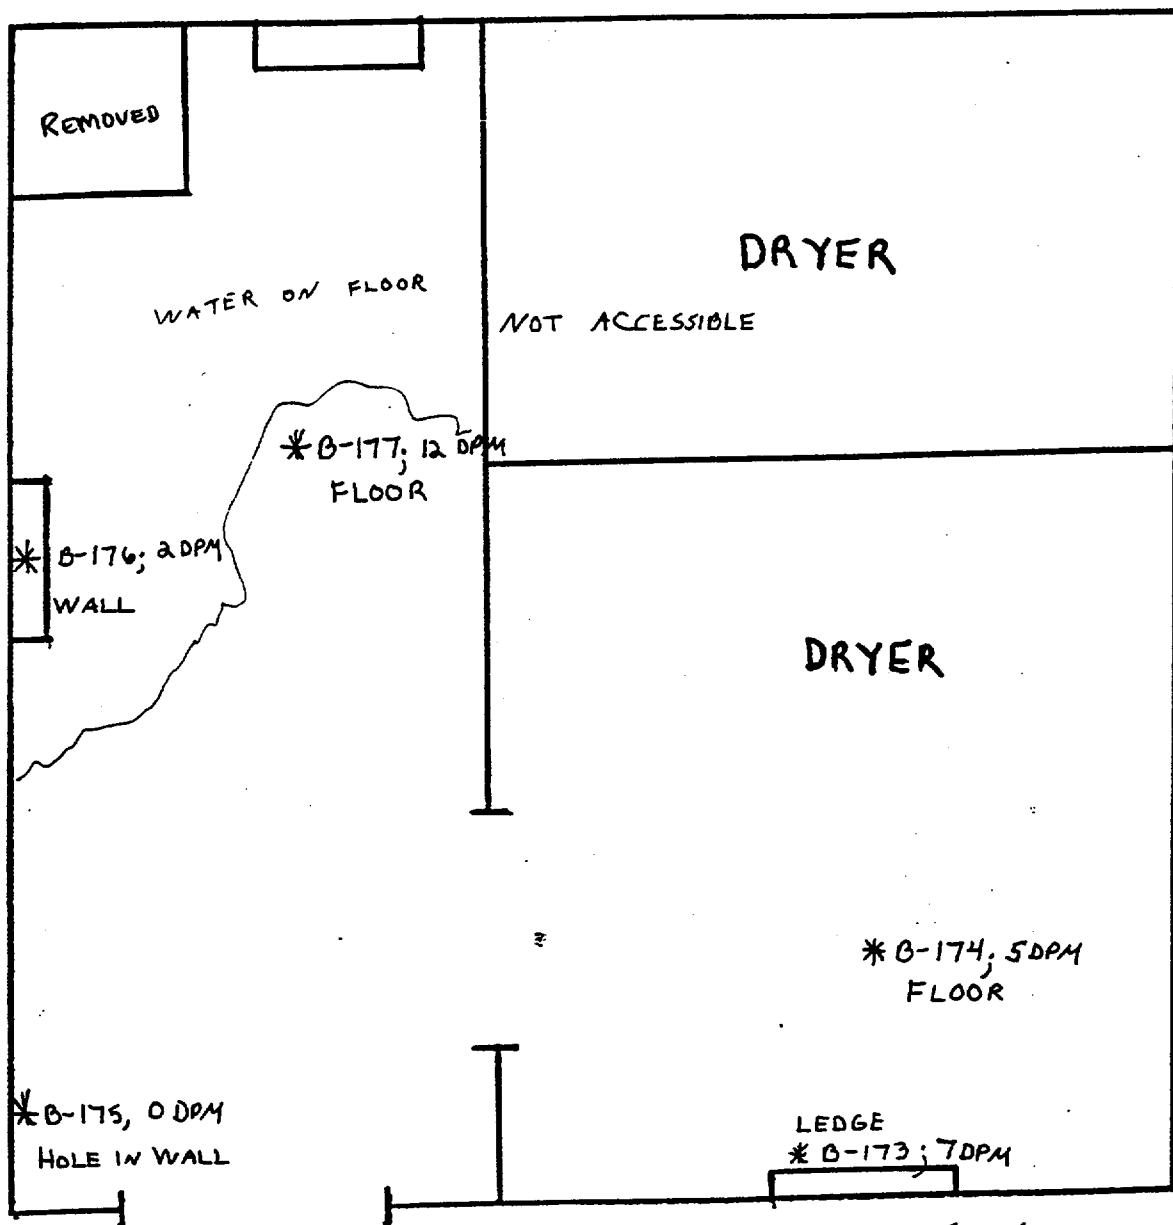 REMOVED
DRYER
WATER ON FLOOR
NOT ACCESSIBLE
* B-177; 12 DPM
FLOOR
* B-176; 2 DPM
WALL
DRYER
* B-174; 5 DPM
FLOOR
* B-175, 0 DPM
HOLE IN WALL
LEDGE
* B-173; 7 DPM